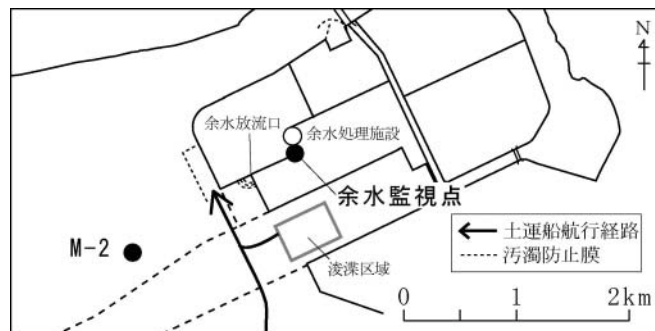 N
余水放流口
余水処理施設
余水監視点
M-2
浚渫区域
土運船航行経路
汚濁防止膜
0 1 2km